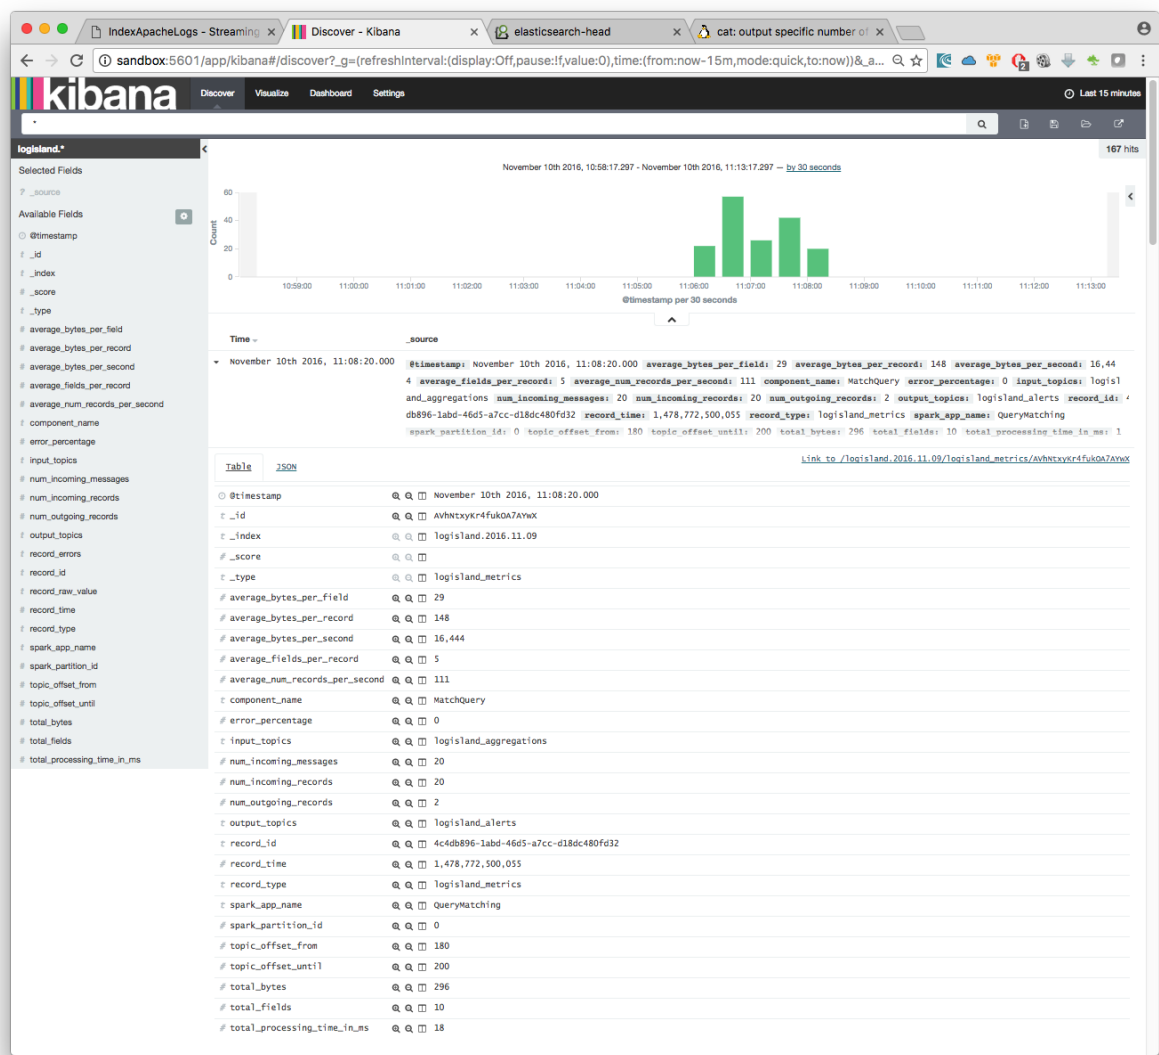 IndexApacheLogs - Streaming
Discover - Kibana
elasticsearch-head
cat: output specific number of
sandbox:5601/app/kibana#/discover?_g=(refreshInterval:(display:Off,pause:!f,value:0),time:(from:now-15m,mode:quick,to:now))&_a...
2
kibana
Discover Visualize Dashboard Settings
Last 15 minutes
*
logisland.*
167 hits
Selected Fields
? _source
Available Fields
@timestamp
t _id
t _index
# _score
t _type
# average_bytes_per_field
# average_bytes_per_record
# average_bytes_per_second
# average_fields_per_record
# average_num_records_per_second
t component_name
# error_percentage
t input_topics
# num_incoming_messages
# num_incoming_records
# num_outgoing_records
t output_topics
t record_errors
t record_id
t record_raw_value
# record_time
t record_type
t spark_app_name
# spark_partition_id
# topic_offset_from
# topic_offset_until
# total_bytes
# total_fields
# total_processing_time_in_ms
November 10th 2016, 10:58:17.297 - November 10th 2016, 11:13:17.297 — by 30 seconds
Count
60
40
20
0
10:59:00 11:00:00 11:01:00 11:02:00 11:03:00 11:04:00 11:05:00 11:06:00 11:07:00 11:08:00 11:09:00 11:10:00 11:11:00 11:12:00 11:13:00
@timestamp per 30 seconds
Time _source
November 10th 2016, 11:08:20.000
@timestamp: November 10th 2016, 11:08:20.000 average_bytes_per_field: 29 average_bytes_per_record: 148 average_bytes_per_second: 16,44
4 average_fields_per_record: 5 average_num_records_per_second: 111 component_name: MatchQuery error_percentage: 0 input_topics: logisl
and_aggregations num_incoming_messages: 20 num_incoming_records: 20 num_outgoing_records: 2 output_topics: logisland_alerts record_id: 4
db896-1abd-46d5-a7cc-d18dc480fd32 record_time: 1,478,772,500,055 record_type: logisland_metrics spark_app_name: QueryMatching
spark_partition_id: 0 topic_offset_from: 180 topic_offset_until: 200 total_bytes: 296 total_fields: 10 total_processing_time_in_ms: 1
Table JSON
Link to /logisland.2016.11.09/logisland_metrics/AVhNtxyKr4fukOA7AYwX
@timestamp November 10th 2016, 11:08:20.000
t _id AVhNtxyKr4fukOA7AYwX
t _index logisland.2016.11.09
# _score
t _type logisland_metrics
# average_bytes_per_field 29
# average_bytes_per_record 148
# average_bytes_per_second 16,444
# average_fields_per_record 5
# average_num_records_per_second 111
t component_name MatchQuery
# error_percentage 0
t input_topics logisland_aggregations
# num_incoming_messages 20
# num_incoming_records 20
# num_outgoing_records 2
t output_topics logisland_alerts
t record_id 4c4db896-1abd-46d5-a7cc-d18dc480fd32
# record_time 1,478,772,500,055
t record_type logisland_metrics
t spark_app_name QueryMatching
# spark_partition_id 0
# topic_offset_from 180
# topic_offset_until 200
# total_bytes 296
# total_fields 10
# total_processing_time_in_ms 18